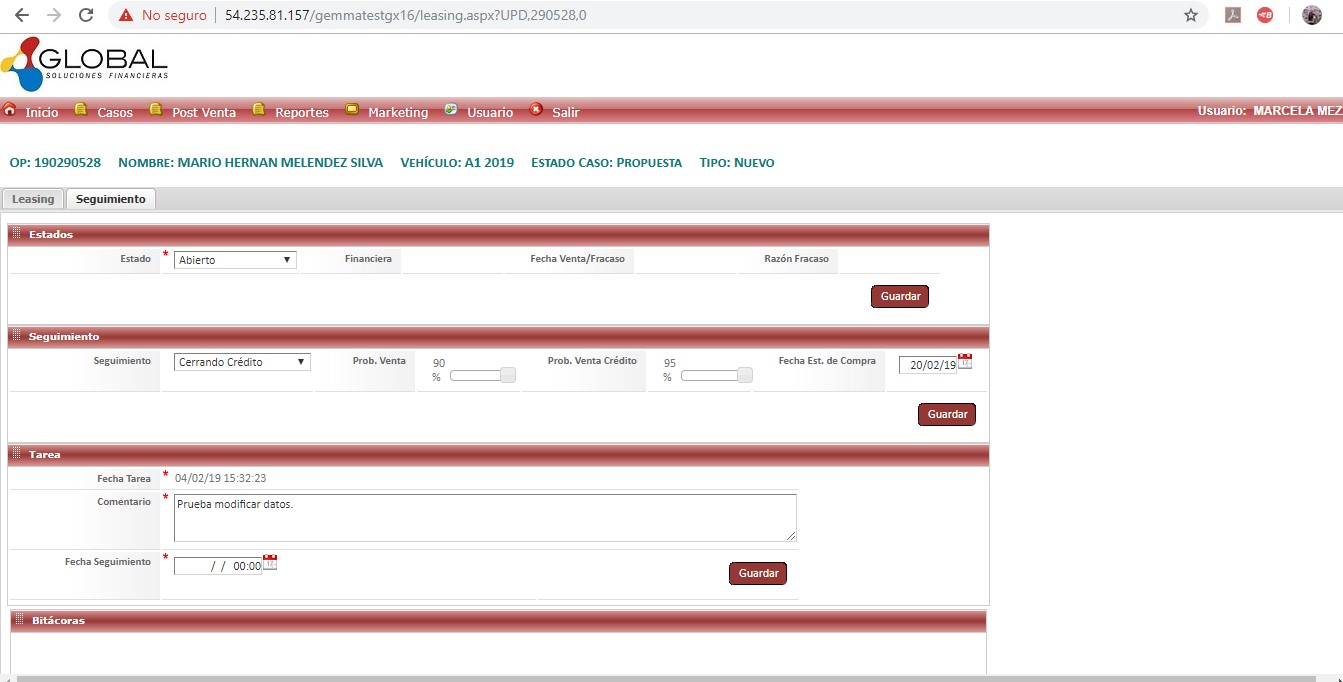 No seguro | 54.235.81.157/gemmatestgx16/leasing.aspx?UPD,290528,0
GLOBAL
SOLUCIONES FINANCIERAS
Inicio Casos Post Venta Reportes Marketing Usuario Salir Usuario: MARCELA MEZ
OP: 190290528 NOMBRE: MARIO HERNAN MELENDEZ SILVA VEHÍCULO: A1 2019 ESTADO CASO: PROPUESTA TIPO: NUEVO
Leasing Seguimiento
Estados
Estado * Abierto Financiera Fecha Venta/Fracaso Razón Fracaso
Guardar
Seguimiento
Seguimiento Cerrando Crédito Prob. Venta 90 % Prob. Venta Crédito 95 % Fecha Est. de Compra 20/02/19
Guardar
Tarea
Fecha Tarea * 04/02/19 15:32:23
Comentario * Prueba modificar datos.
Fecha Seguimiento * / / 00:00 Guardar
Bitácoras